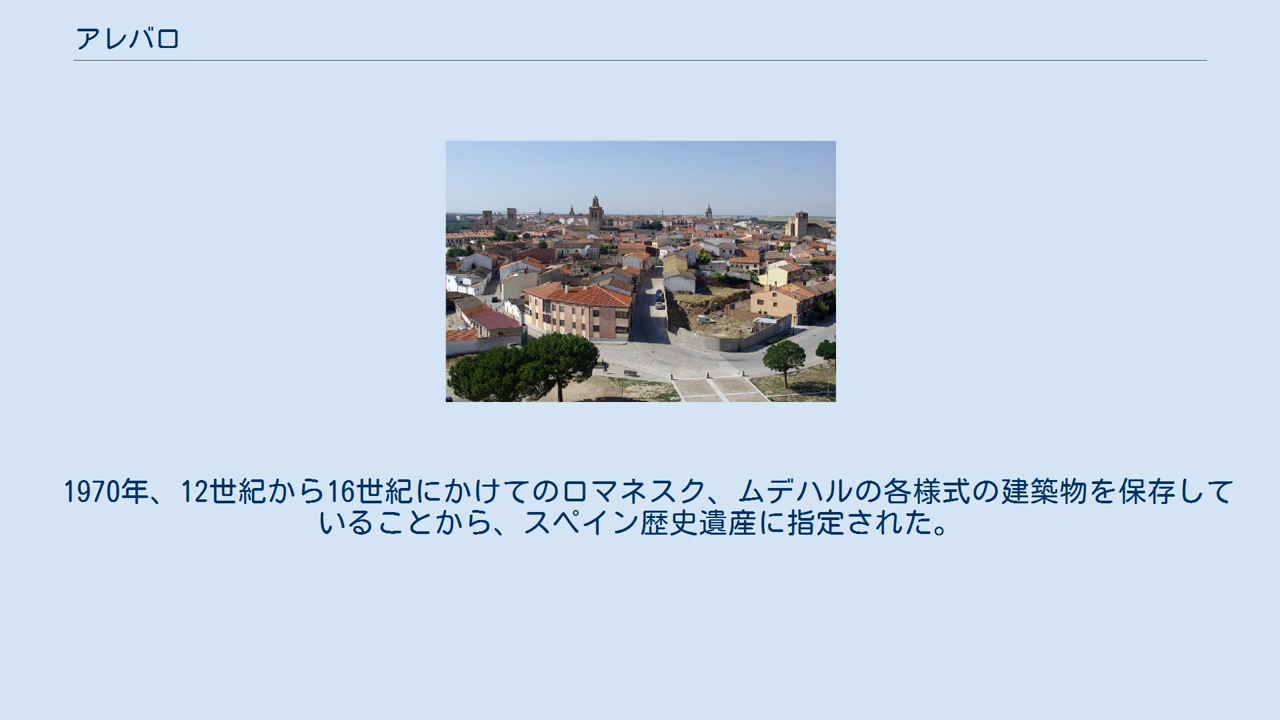 アレバロ
1970年、12世紀から16世紀にかけてのロマネスク、ムデハルの各様式の建築物を保存して
いることから、スペイン歴史遺産に指定された。